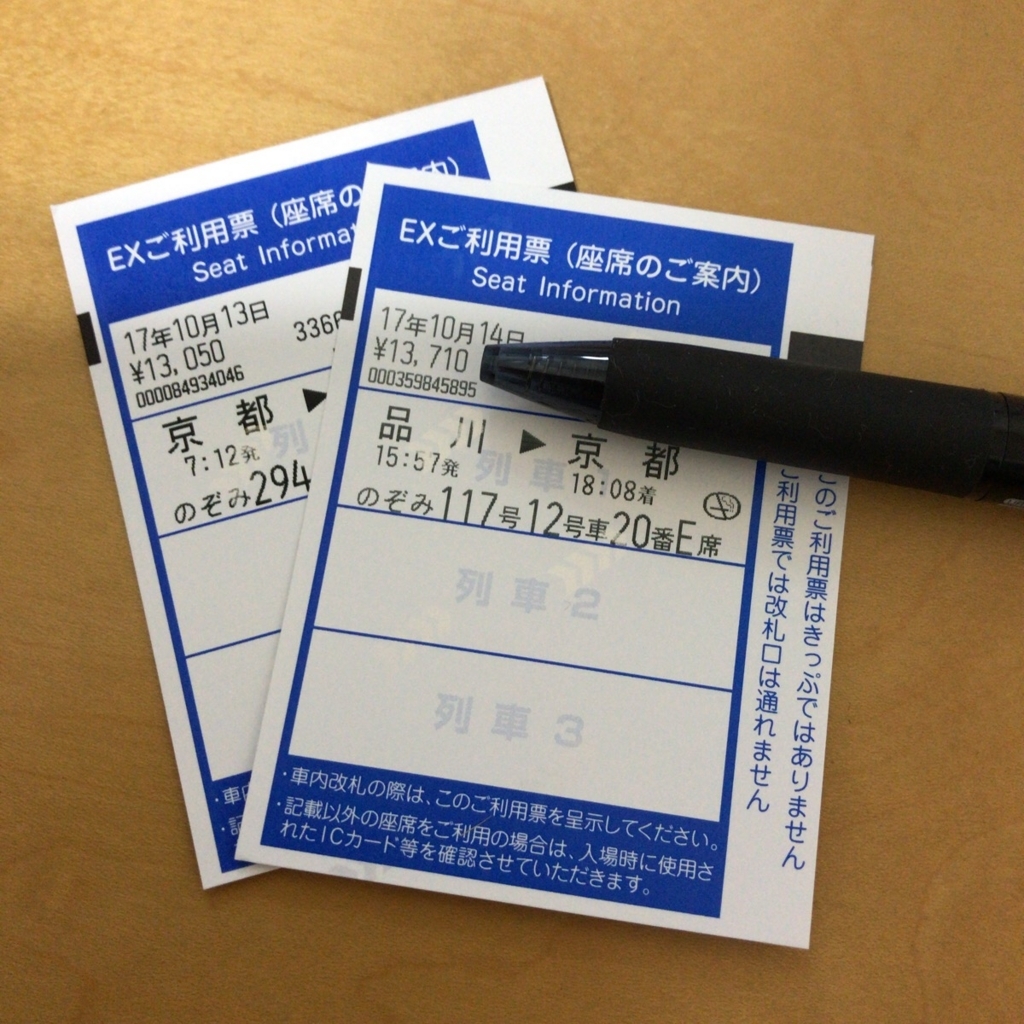 EXご利用票（座席の
Seat Informa
17年10月13日
¥13,050
336
000084934046
京都▶
7:12発
のぞみ294
列
・車内
EXご利用票（座席のご案内）
Seat Information
17年10月14日
¥13,710
000359845895
品川▶京都
15:57発 18:08着
のぞみ117号12号車20番E席
列車
列車2
列車3
・車内改札の際は、このご利用票を呈示してください。
・記載以外の座席をご利用の場合は、入場時に使用さ
れたICカード等を確認させていただきます。
このご利用票はきっぷではありません
ご利用票では改札口は通れません